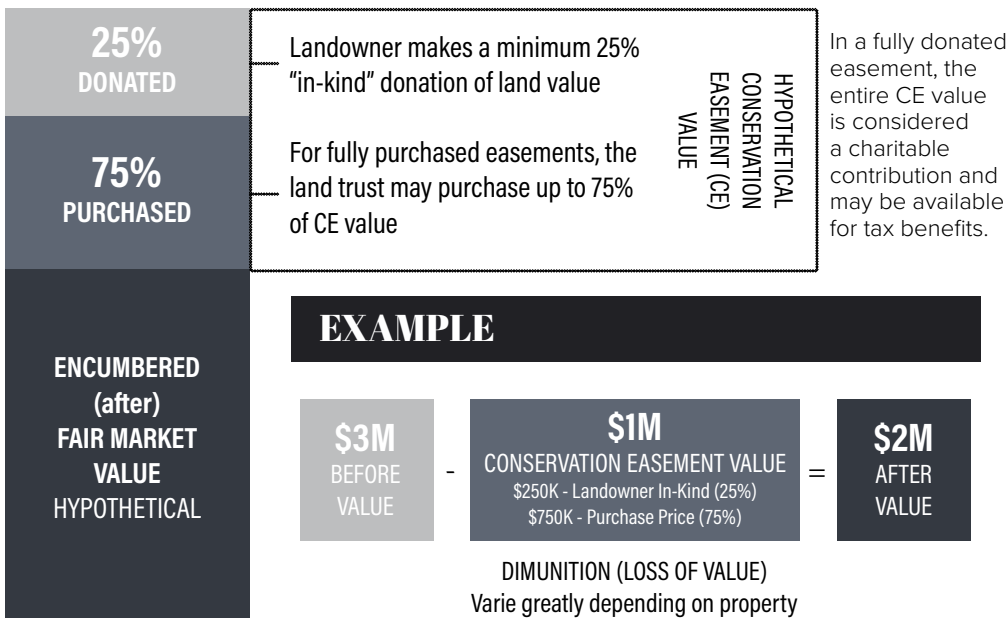 25%
DONATED
Landowner makes a minimum 25%
"in-kind" donation of land value
75%
PURCHASED
For fully purchased easements, the
land trust may purchase up to 75%
of CE value
HYPOTHETICAL
CONSERVATION
EASEMENT (CE)
VALUE
In a fully donated
easement, the
entire CE value
is considered
a charitable
contribution and
may be available
for tax benefits.
ENCUMBERED
(after)
FAIR MARKET
VALUE
HYPOTHETICAL
EXAMPLE
$3M
BEFORE
VALUE
-
$1M
CONSERVATION EASEMENT VALUE
$250K - Landowner In-Kind (25%)
$750K - Purchase Price (75%)
=
$2M
AFTER
VALUE
DIMUNITION (LOSS OF VALUE)
Varie greatly depending on property